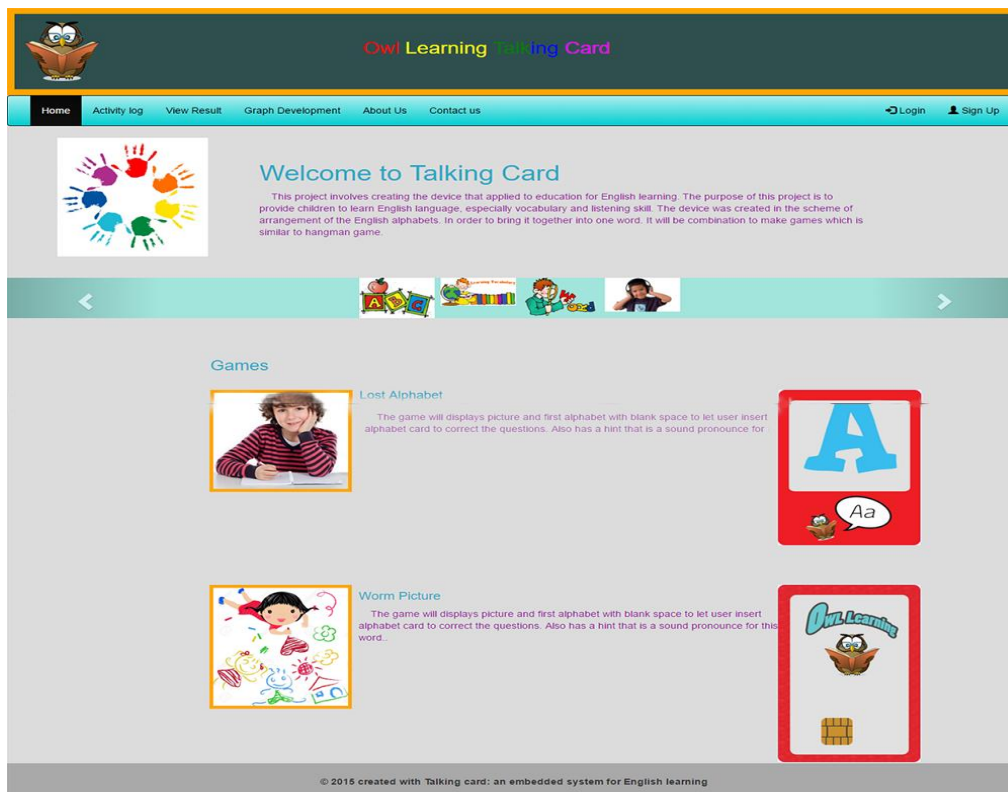 Owl Learning Talking Card
Home Activity log View Result Graph Development About Us Contact us Login Sign Up
Welcome to Talking Card
This project involves creating the device that applied to education for English learning. The purpose of this project is to
provide children to learn English language, especially vocabulary and listening skill. The device was created in the scheme of
arrangement of the English alphabets. In order to bring it together into one word. It will be combination to make games which is
similar to hangman game.
A B C
Word
Games
Lost Alphabet
The game will displays picture and first alphabet with blank space to let user insert
alphabet card to correct the questions. Also has a hint that is a sound pronounce for
A
Aa
Worm Picture
The game will displays picture and first alphabet with blank space to let user insert
alphabet card to correct the questions. Also has a hint that is a sound pronounce for this
word..
Owl Learning
© 2015 created with Talking card: an embedded system for English learning